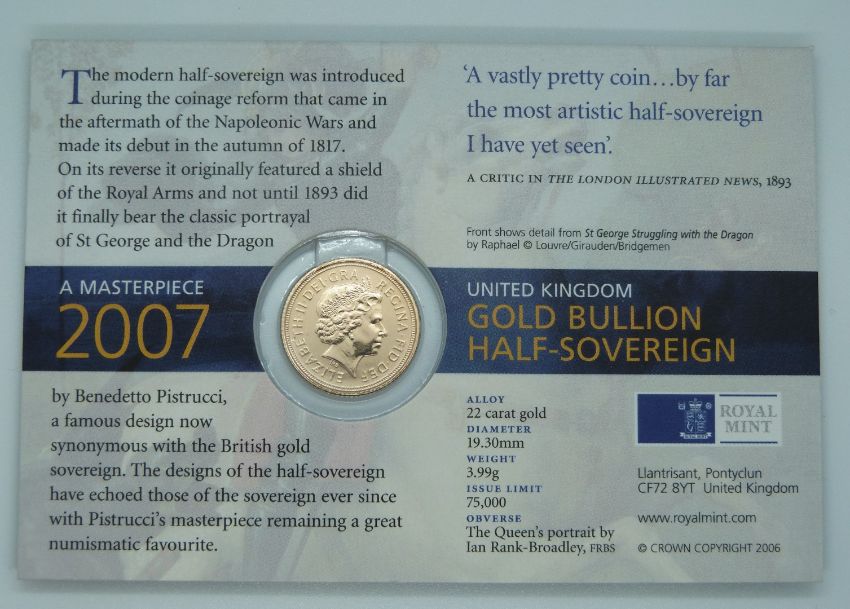 The modern half-sovereign was introduced
during the coinage reform that came in
the aftermath of the Napoleonic Wars and
made its debut in the autumn of 1817.
On its reverse it originally featured a shield
of the Royal Arms and not until 1893 did
it finally bear the classic portrayal
of St George and the Dragon
A MASTERPIECE
2007
by Benedetto Pistrucci,
a famous design now
synonymous with the British gold
sovereign. The designs of the half-sovereign
have echoed those of the sovereign ever since
with Pistrucci's masterpiece remaining a great
numismatic favourite.
ELIZABETH·II·DEI·GRA REGINA·FID·DEF
‘A vastly pretty coin…by far
the most artistic half-sovereign
I have yet seen’.
A CRITIC IN THE LONDON ILLUSTRATED NEWS, 1893
Front shows detail from St George Struggling with the Dragon
by Raphael © Louvre/Girauden/Bridgemen
UNITED KINGDOM
GOLD BULLION
HALF-SOVEREIGN
ALLOY
22 carat gold
DIAMETER
19.30mm
WEIGHT
3.99g
ISSUE LIMIT
75,000
OBVERSE
The Queen's portrait by
Ian Rank-Broadley, FRBS
ROYAL
MINT
Llantrisant, Pontyclun
CF72 8YT United Kingdom
www.royalmint.com
© CROWN COPYRIGHT 2006